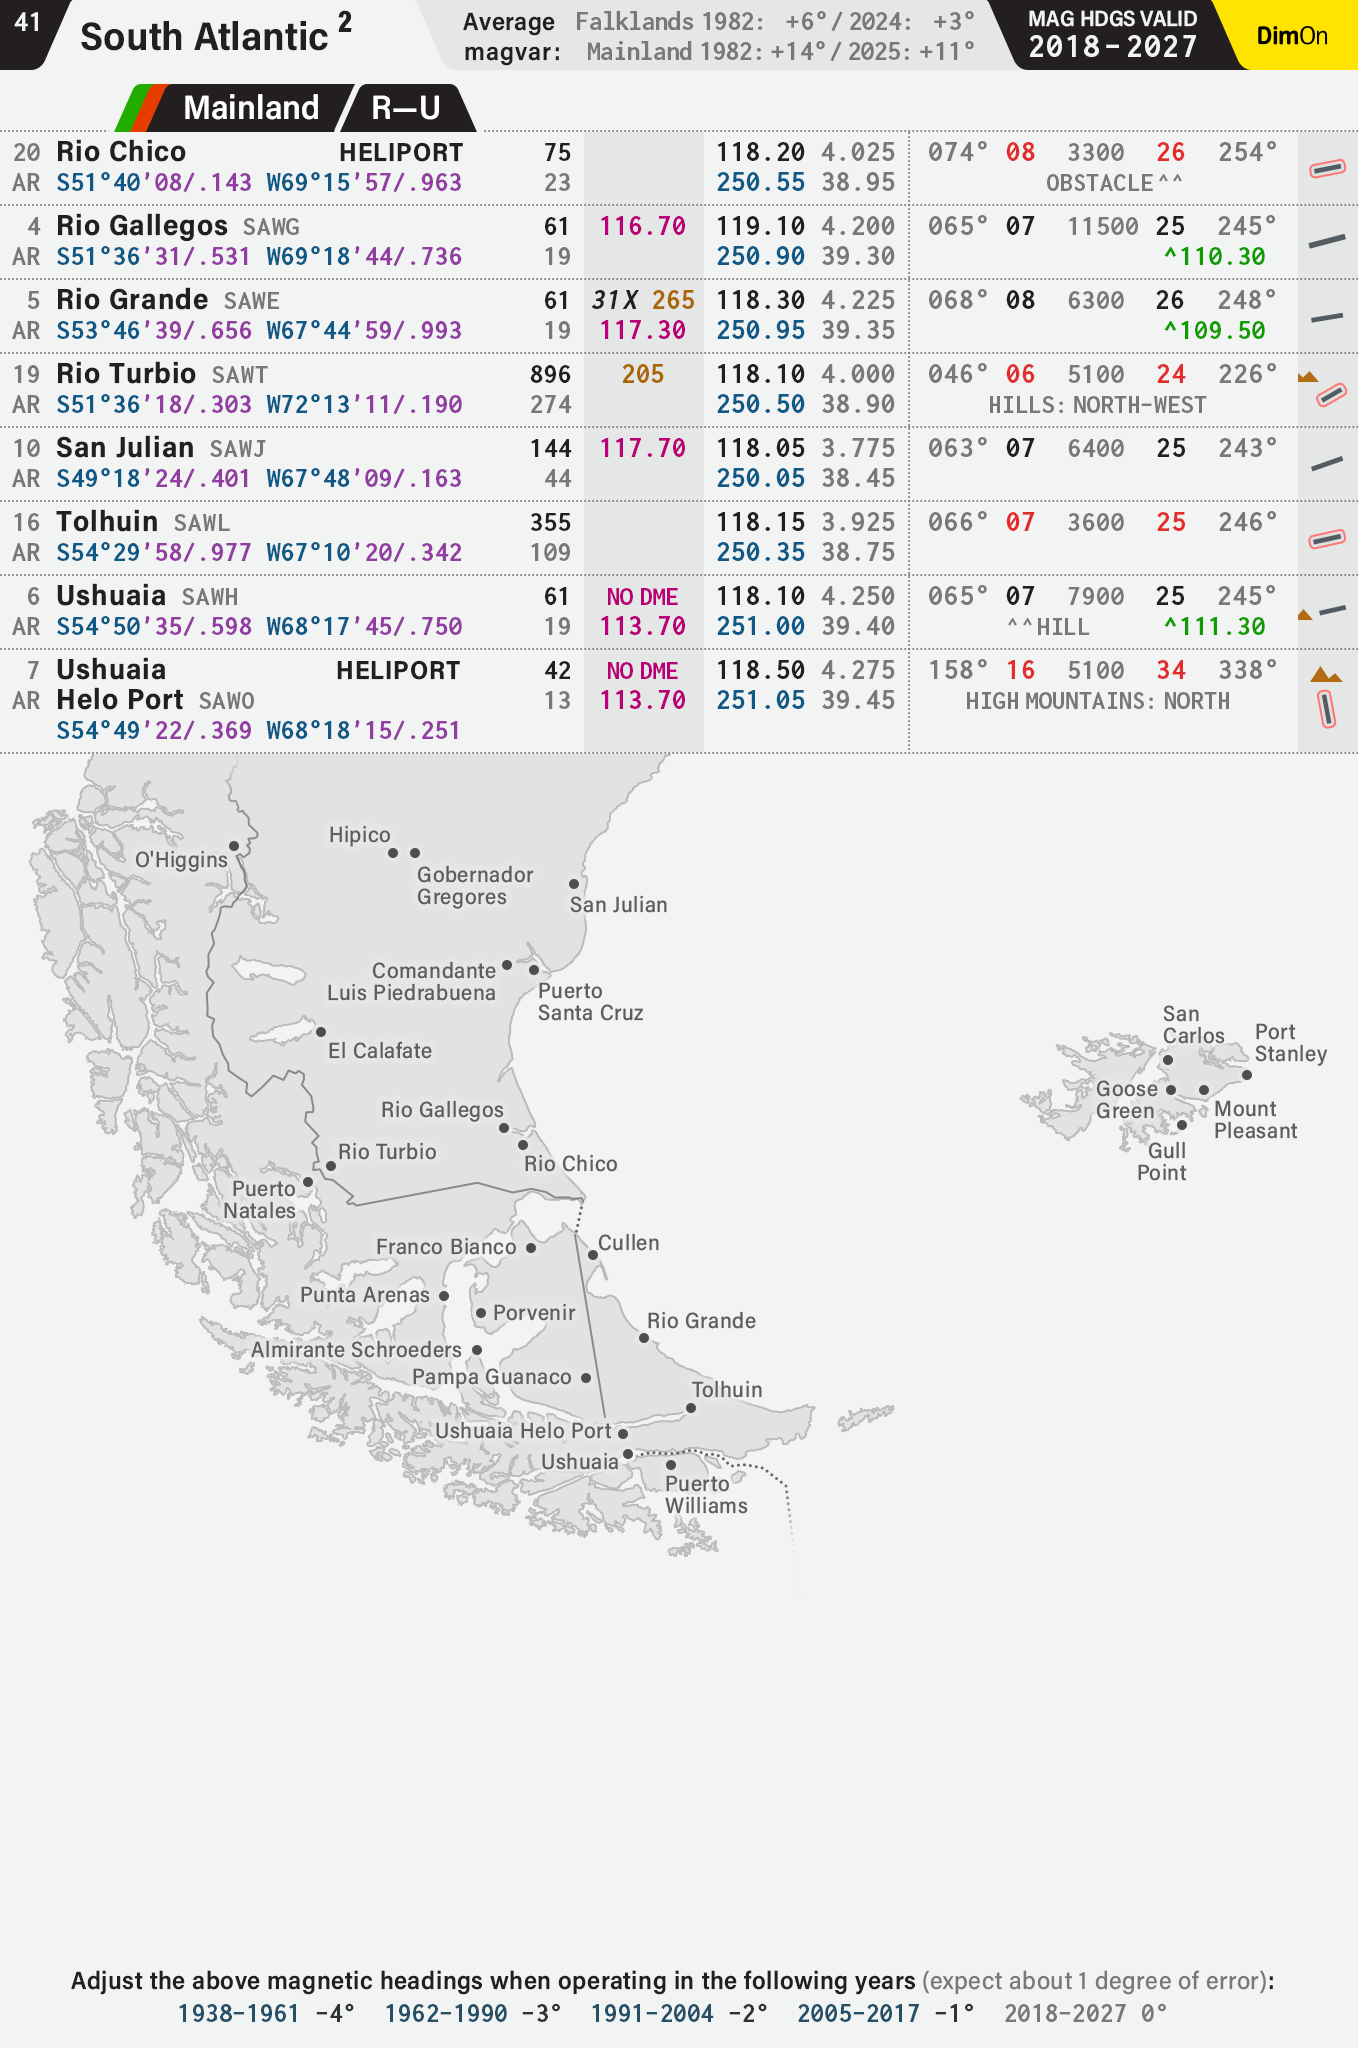 41 South Atlantic 2 Average Falklands 1982: +6°/2024: +3° MAG HDGS VALID DimOn
magvar: Mainland 1982: +14°/2025: +11° 2018-2027
Mainland R—U
20 Rio Chico HELIPORT 75 118.20 4.025 074° 08 3300 26 254°
AR S51°40'08/.143 W69°15'57/.963 23 250.55 38.95 OBSTACLE^^
4 Rio Gallegos SAWG 61 116.70 119.10 4.200 065° 07 11500 25 245°
AR S51°36'31/.531 W69°18'44/.736 19 250.90 39.30 ^110.30
5 Rio Grande SAWE 61 31X 265 118.30 4.225 068° 08 6300 26 248°
AR S53°46'39/.656 W67°44'59/.993 19 117.30 250.95 39.35 ^109.50
19 Rio Turbio SAWT 896 205 118.10 4.000 046° 06 5100 24 226°
AR S51°36'18/.303 W72°13'11/.190 274 250.50 38.90 HILLS: NORTH-WEST
10 San Julian SAWJ 144 117.70 118.05 3.775 063° 07 6400 25 243°
AR S49°18'24/.401 W67°48'09/.163 44 250.05 38.45
16 Tolhuin SAWL 355 118.15 3.925 066° 07 3600 25 246°
AR S54°29'58/.977 W67°10'20/.342 109 250.35 38.75
6 Ushuaia SAWH 61 NO DME 118.10 4.250 065° 07 7900 25 245°
AR S54°50'35/.598 W68°17'45/.750 19 113.70 251.00 39.40 ^^HILL ^111.30
7 Ushuaia HELIPORT 42 NO DME 118.50 4.275 158° 16 5100 34 338°
AR Helo Port SAWO 13 113.70 251.05 39.45 HIGH MOUNTAINS: NORTH
S54°49'22/.369 W68°18'15/.251
Hipico
O'Higgins
Gobernador
Gregores
San Julian
Comandante
Luis Piedrabuena
Puerto
Santa Cruz
San
Carlos
Port
Stanley
El Calafate
Goose
Green
Mount
Pleasant
Rio Gallegos
Rio Turbio
Rio Chico
Gull
Point
Puerto
Natales
Franco Bianco
Cullen
Punta Arenas
Porvenir
Rio Grande
Almirante Schroeders
Pampa Guanaco
Tolhuin
Ushuaia Helo Port
Ushuaia
Puerto
Williams
Adjust the above magnetic headings when operating in the following years (expect about 1 degree of error):
1938-1961 -4° 1962-1990 -3° 1991-2004 -2° 2005-2017 -1° 2018-2027 0°